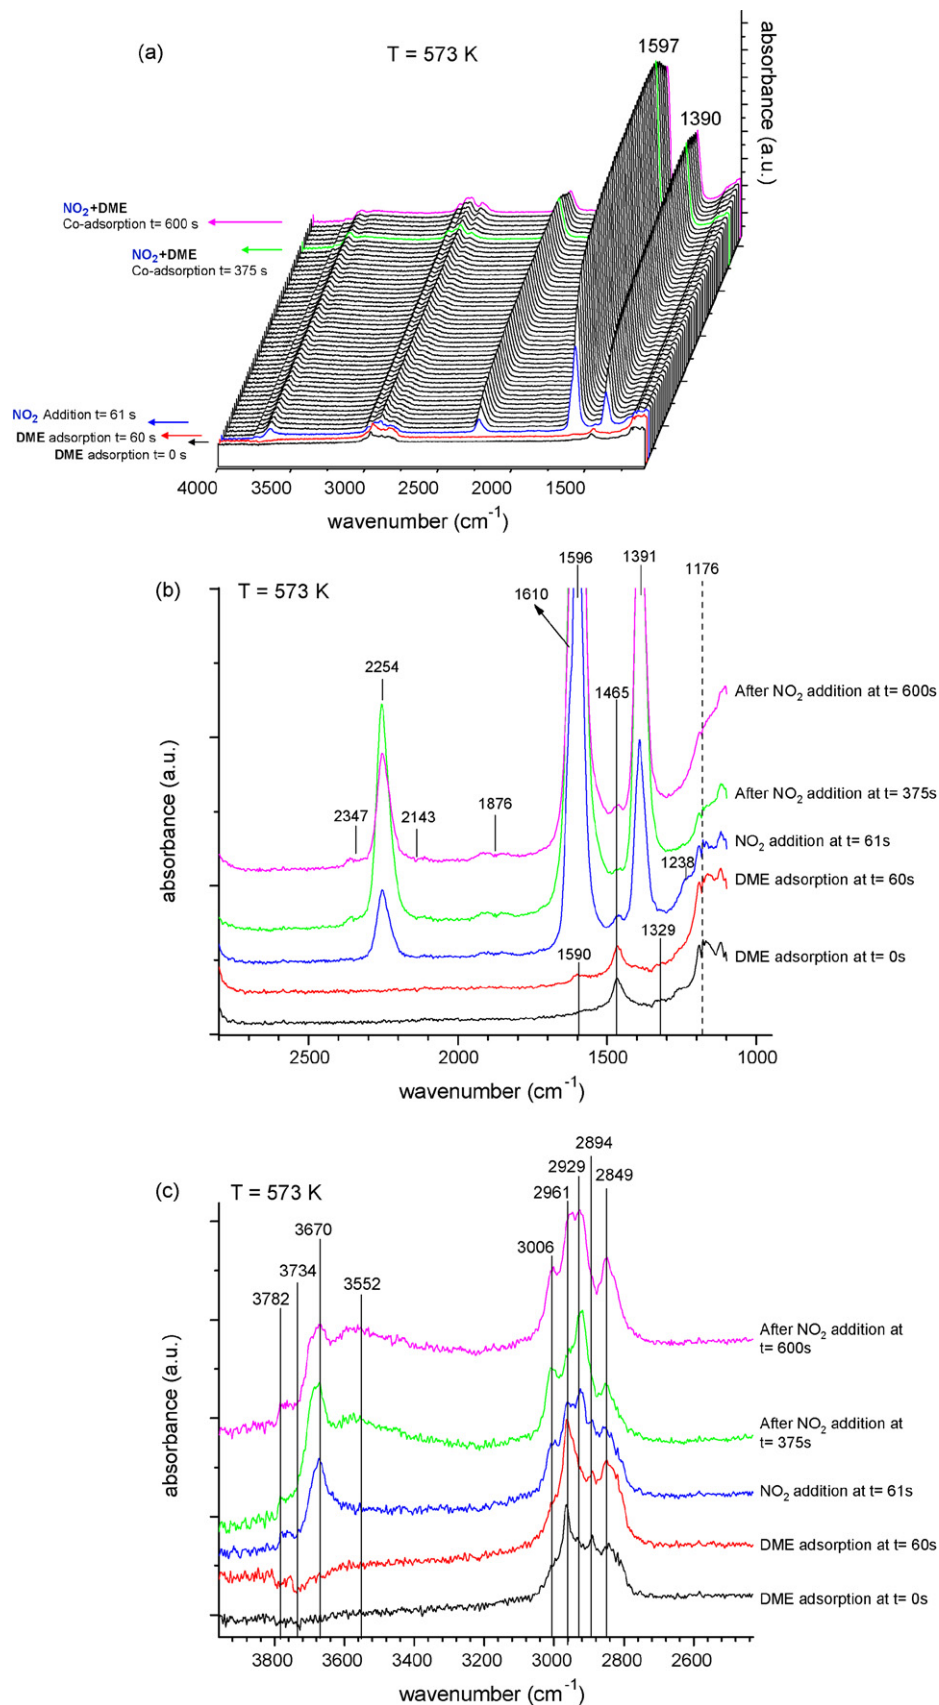 (a)
T = 573 K
1597
1390
absorbance (a.u.)
NO₂+DME
Co-adsorption t= 600 s
NO₂+DME
Co-adsorption t= 375 s
NO₂ Addition t= 61 s
DME adsorption t= 60 s
DME adsorption t= 0 s
4000 3500 3000 2500 2000 1500
wavenumber (cm⁻¹)
(b)
T = 573 K
1596
1391
1176
1610
2254
1465
2347
2143
1876
1238
1590
1329
After NO₂ addition at t= 600s
After NO₂ addition at t= 375s
NO₂ addition at t= 61s
DME adsorption at t= 60s
DME adsorption at t= 0s
absorbance (a.u.)
2500 2000 1500 1000
wavenumber (cm⁻¹)
(c)
T = 573 K
2894
2929
2961
2849
3670
3006
3734
3782
3552
After NO₂ addition at
t= 600s
After NO₂ addition at
t= 375s
NO₂ addition at t= 61s
DME adsorption at t= 60s
DME adsorption at t= 0s
absorbance (a.u.)
3800 3600 3400 3200 3000 2800 2600
wavenumber (cm⁻¹)